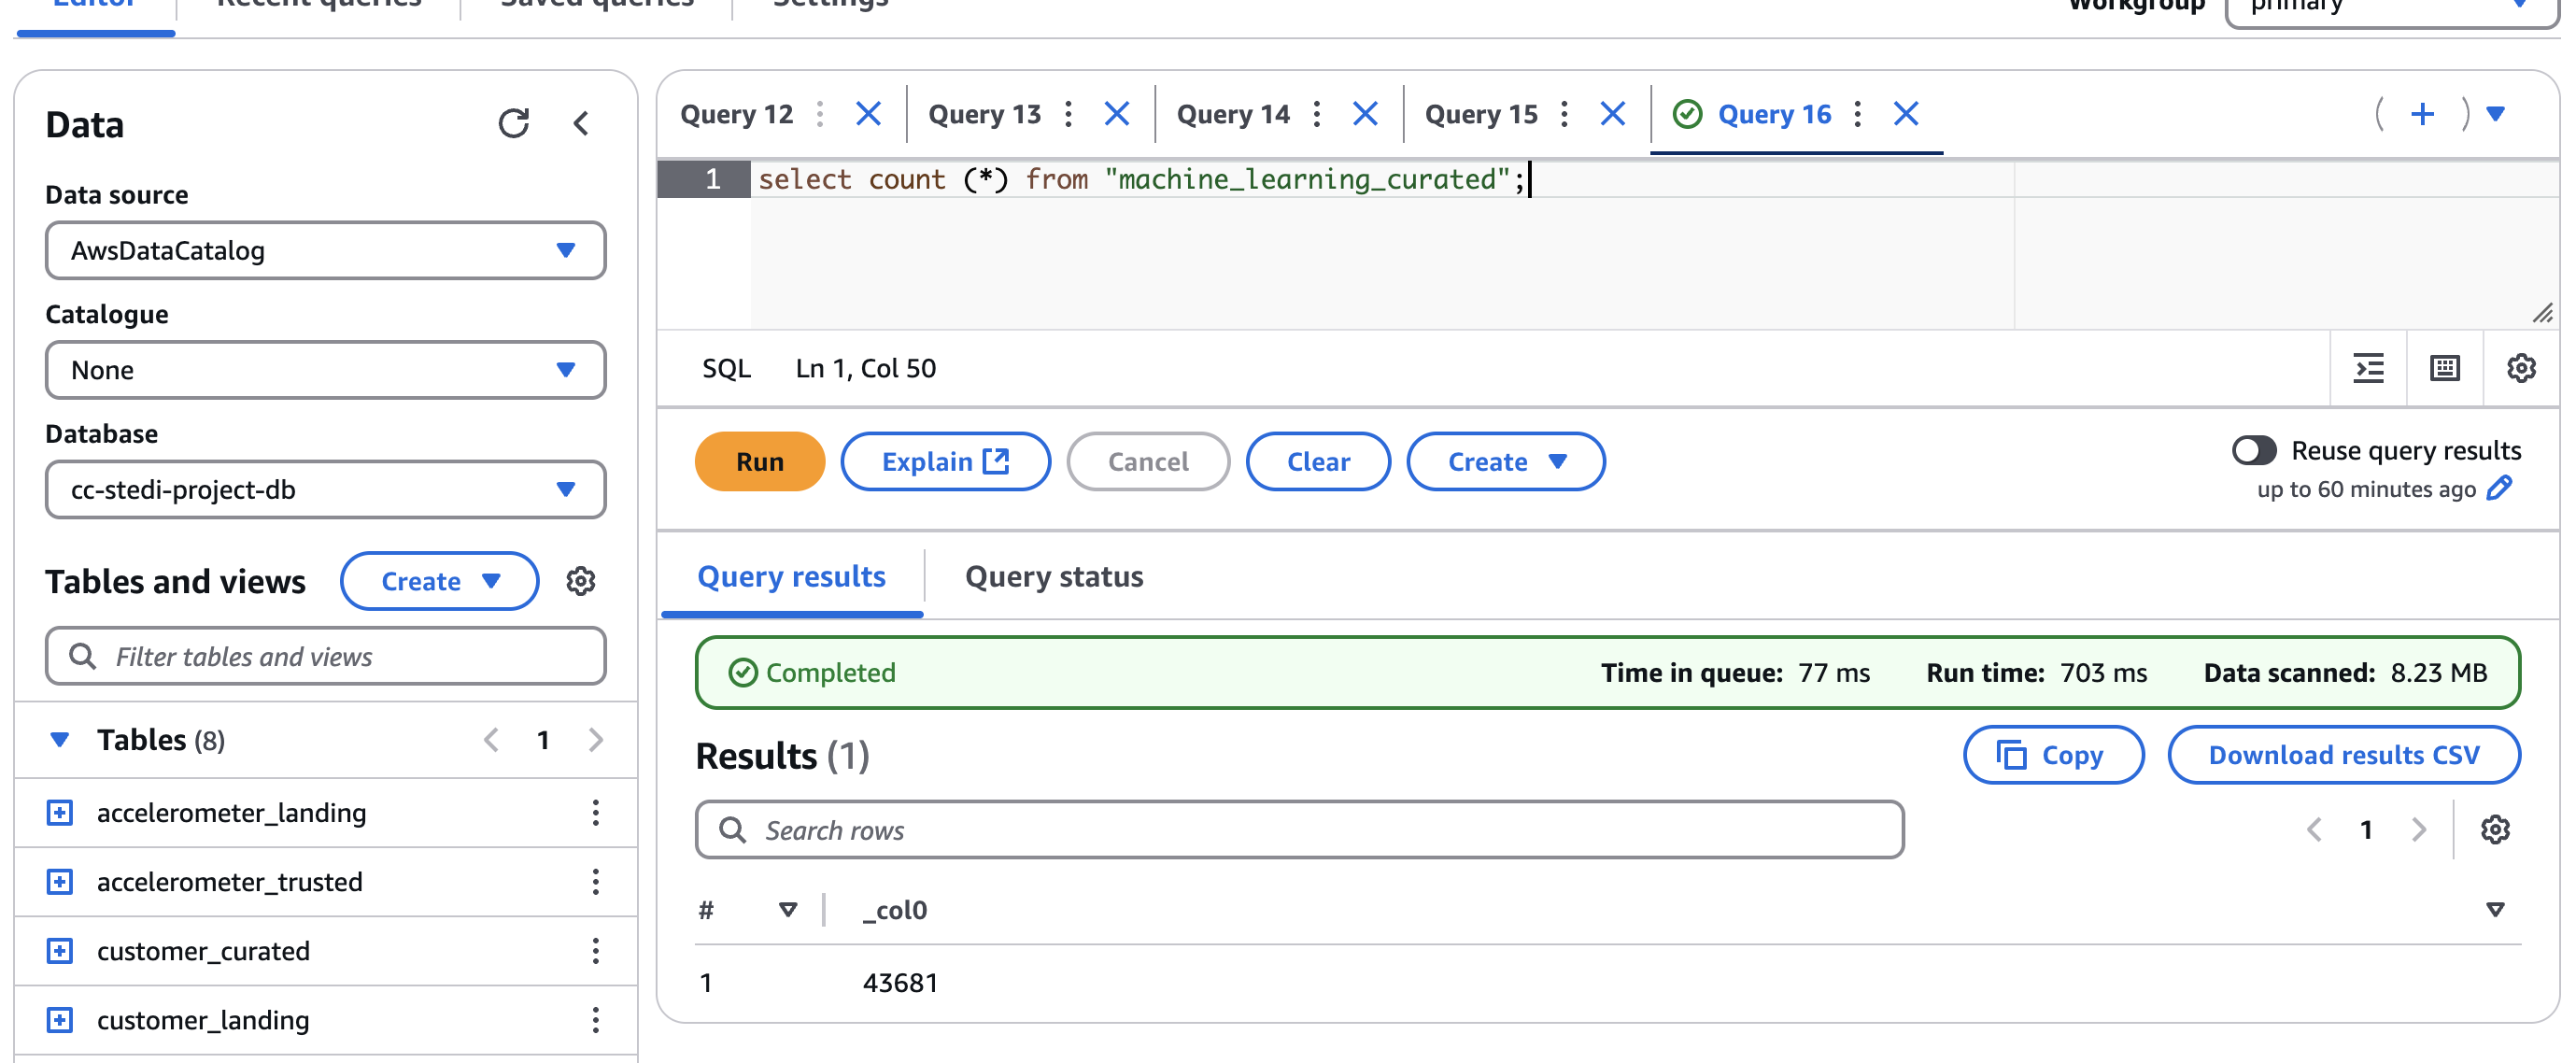 Editor Recent queries Saved queries Settings Workgroup primary
Data
Data source
AwsDataCatalog
Catalogue
None
Database
cc-stedi-project-db
Tables and views Create
Filter tables and views
Tables (8) 1
accelerometer_landing
accelerometer_trusted
customer_curated
customer_landing
Query 12 Query 13 Query 14 Query 15 Query 16
1 select count (*) from "machine_learning_curated";
SQL Ln 1, Col 50
Run Explain Cancel Clear Create
Reuse query results
up to 60 minutes ago
Query results Query status
Completed Time in queue: 77 ms Run time: 703 ms Data scanned: 8.23 MB
Results (1) Copy Download results CSV
Search rows 1
# _col0
1 43681